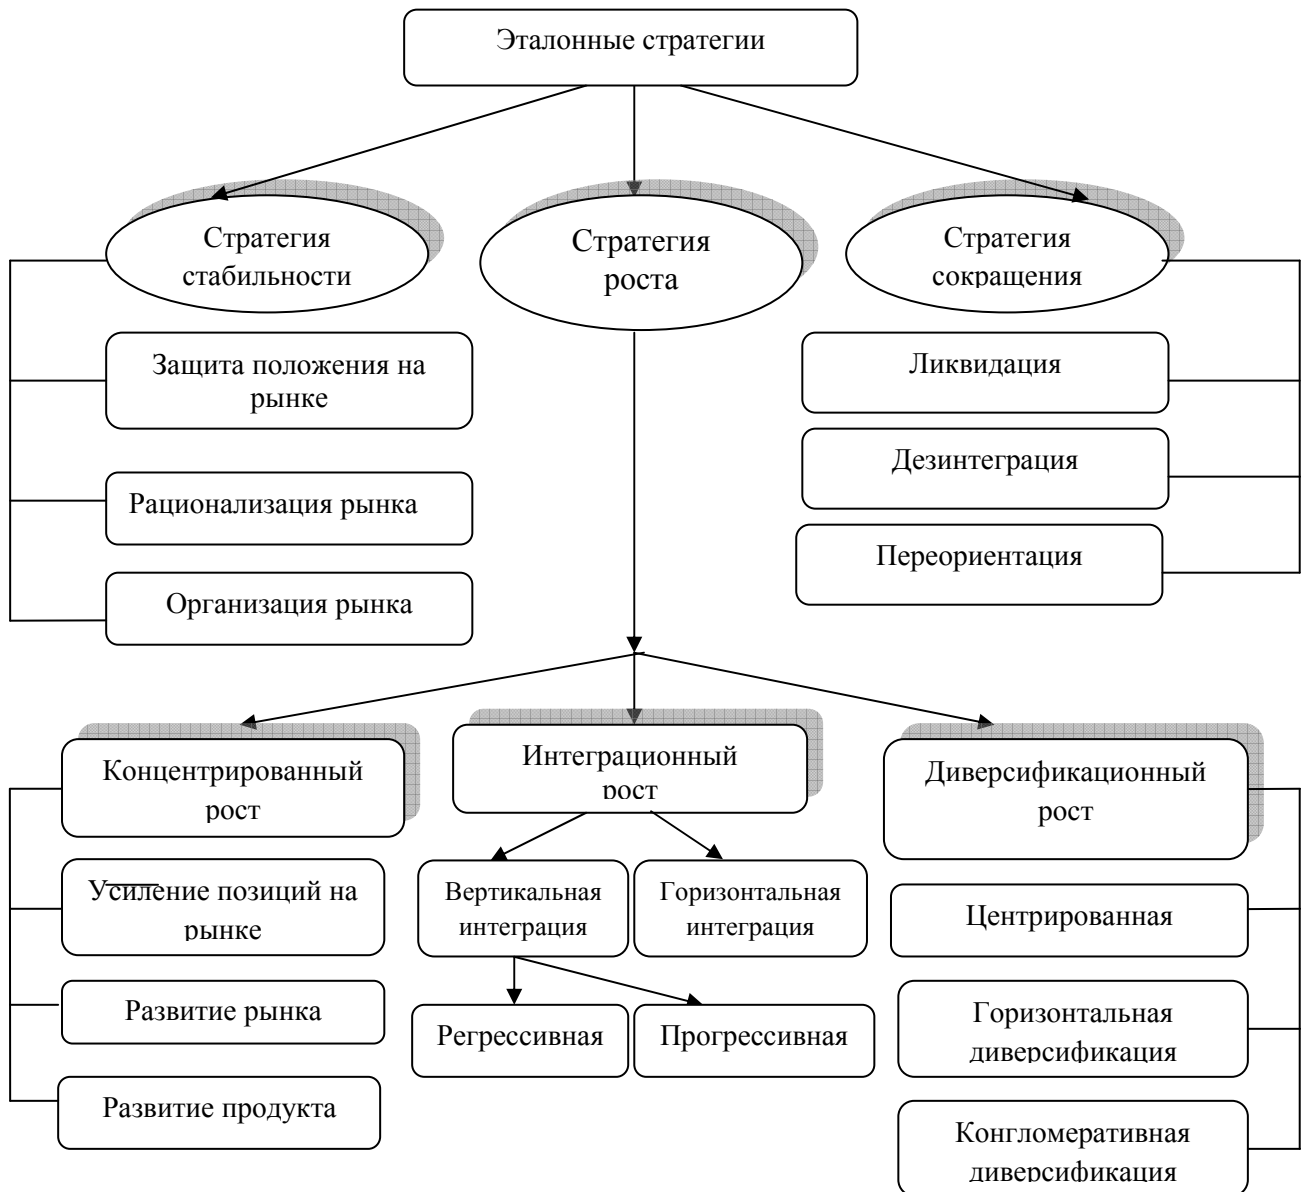 Эталонные стратегии
Стратегия
стабильности
Стратегия
роста
Стратегия
сокращения
Защита положения на
рынке
Рационализация рынка
Организация рынка
Ликвидация
Дезинтеграция
Переориентация
Концентрированный
рост
Интеграционный
рост
Диверсификационный
рост
Усиление позиций на
рынке
Развитие рынка
Развитие продукта
Вертикальная
интеграция
Горизонтальная
интеграция
Регрессивная
Прогрессивная
Центрированная
Горизонтальная
диверсификация
Конгломеративная
диверсификация